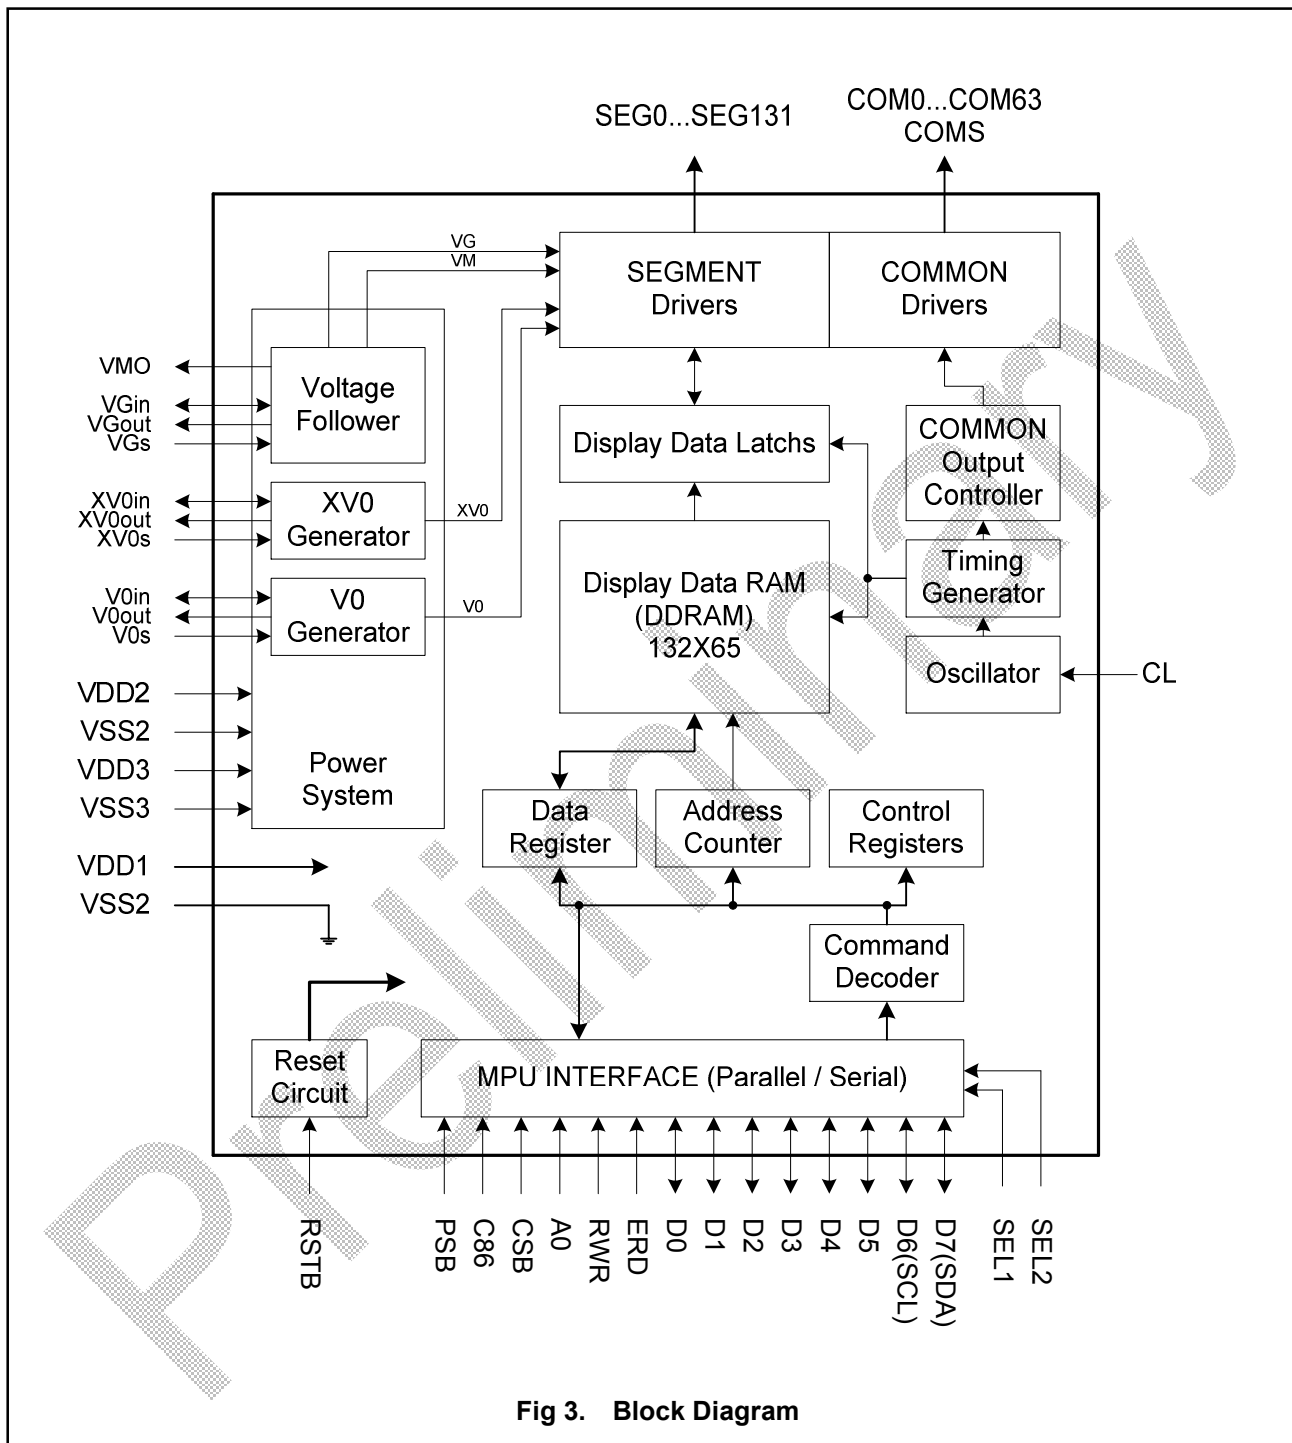 SEG0...SEG131
COM0...COM63
COMS
VG
VM
SEGMENT
Drivers
COMMON
Drivers
VMO
VGin
VGout
VGs
Voltage
Follower
Display Data Latchs
COMMON
Output
Controller
XV0in
XV0out
XV0s
XV0
Generator
XV0
V0in
V0out
V0s
V0
Generator
V0
Display Data RAM
(DDRAM)
132X65
Timing
Generator
Oscillator
CL
VDD2
VSS2
VDD3
VSS3
Power
System
Data
Register
Address
Counter
Control
Registers
VDD1
VSS2
Command
Decoder
Reset
Circuit
MPU INTERFACE (Parallel / Serial)
RSTB
PSB
C86
CSB
A0
RWR
ERD
D0
D1
D2
D3
D4
D5
D6(SCL)
D7(SDA)
SEL1
SEL2
Preliminary
Fig 3. Block Diagram